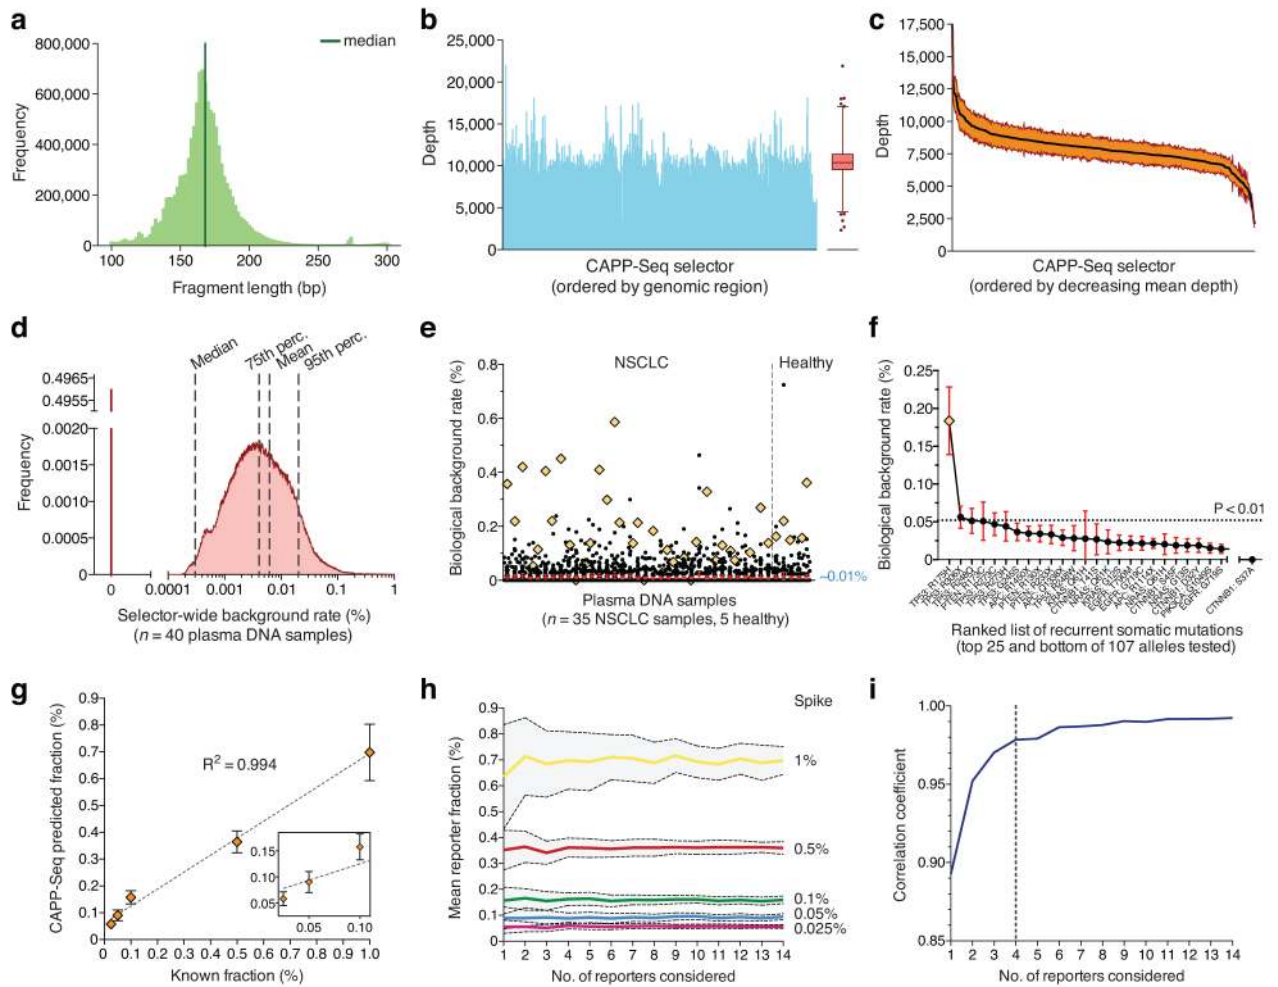 a
median
800,000
600,000
400,000
200,000
0
Frequency
100
150
200
250
300
Fragment length (bp)
b
25,000
20,000
15,000
10,000
5,000
0
Depth
CAPP-Seq selector
(ordered by genomic region)
c
17,500
15,000
12,500
10,000
7,500
5,000
2,500
0
Depth
CAPP-Seq selector
(ordered by decreasing mean depth)
d
Median
75th perc.
Mean
95th perc.
0.4965
0.4955
0.0020
0.0015
0.0010
0.0005
0
Frequency
0
0.0001
0.001
0.01
0.1
1
Selector-wide background rate (%)
(n = 40 plasma DNA samples)
e
NSCLC
Healthy
0.8
0.6
0.4
0.2
0
Biological background rate (%)
~0.01%
Plasma DNA samples
(n = 35 NSCLC samples, 5 healthy)
f
0.25
0.20
0.15
0.10
0.05
0
Biological background rate (%)
P < 0.01
TP53: R175H
CTNNB1: S37A
Ranked list of recurrent somatic mutations
(top 25 and bottom of 107 alleles tested)
g
0.9
0.8
0.7
0.6
0.5
0.4
0.3
0.2
0.1
0
CAPP-Seq predicted fraction (%)
R2 = 0.994
0.15
0.10
0.05
0.05
0.10
0
0.1
0.2
0.3
0.4
0.5
0.6
0.7
0.8
0.9
1.0
Known fraction (%)
h
Spike
0.9
0.8
0.7
0.6
0.5
0.4
0.3
0.2
0.1
0
Mean reporter fraction (%)
1%
0.5%
0.1%
0.05%
0.025%
1 2 3 4 5 6 7 8 9 10 11 12 13 14
No. of reporters considered
i
1.00
0.95
0.90
0.85
Correlation coefficient
1 2 3 4 5 6 7 8 9 10 11 12 13 14
No. of reporters considered